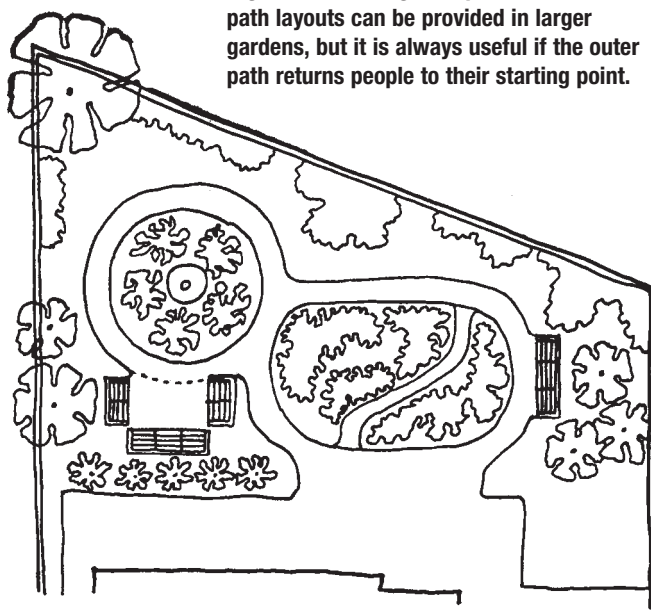 path layouts can be provided in larger
gardens, but it is always useful if the outer
path returns people to their starting point.